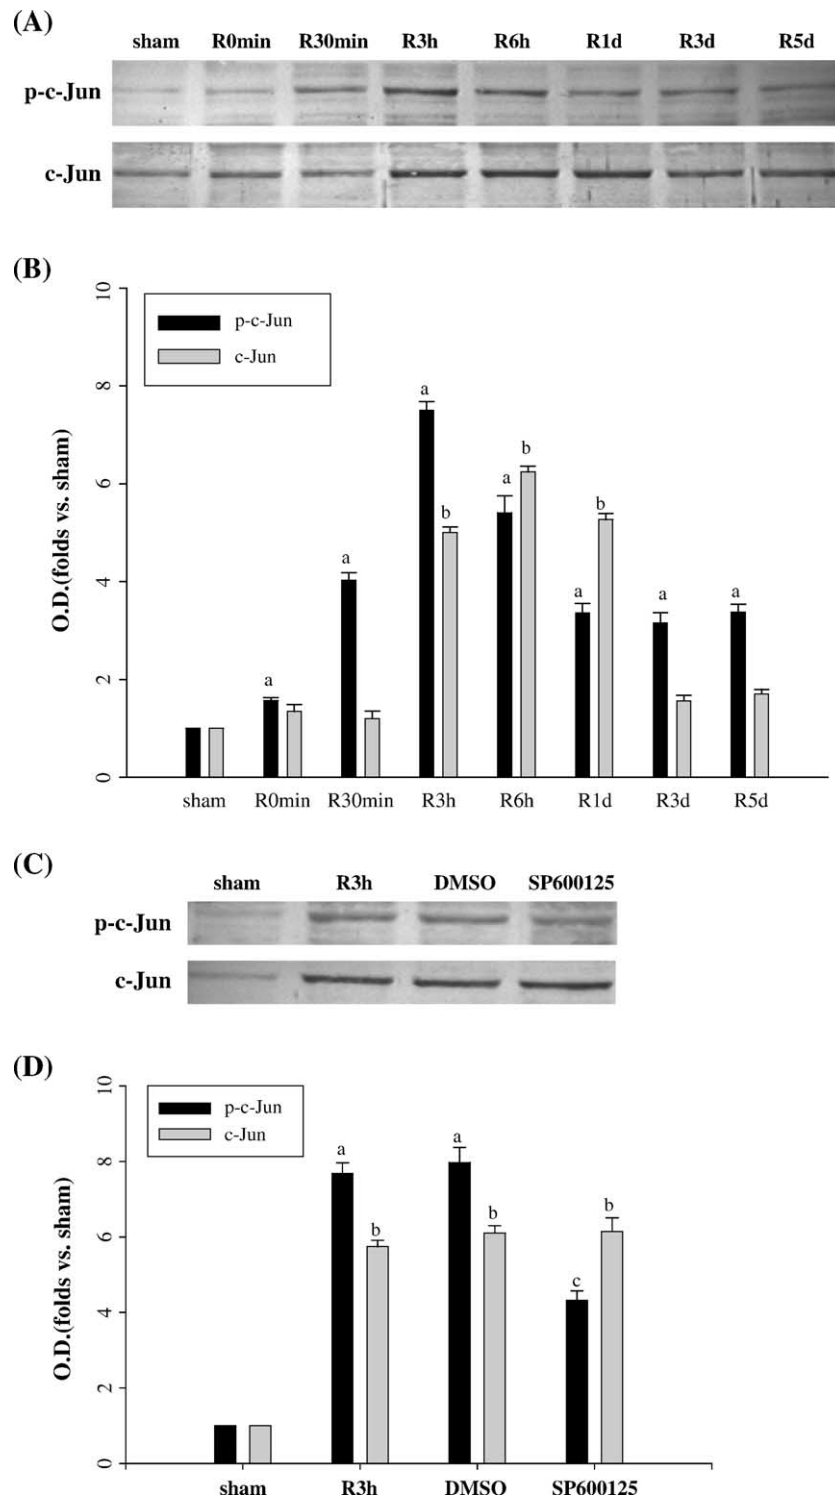 (A)
sham R0min R30min R3h R6h R1d R3d R5d
p-c-Jun
c-Jun
(B)
O.D.(folds vs. sham)
10
8
6
4
2
0
p-c-Jun
c-Jun
a
a
a
b
a
b
a
b
a
a
sham R0min R30min R3h R6h R1d R3d R5d
(C)
sham R3h DMSO SP600125
p-c-Jun
c-Jun
(D)
O.D.(folds vs. sham)
10
8
6
4
2
0
p-c-Jun
c-Jun
a
b
a
b
c
b
sham R3h DMSO SP600125